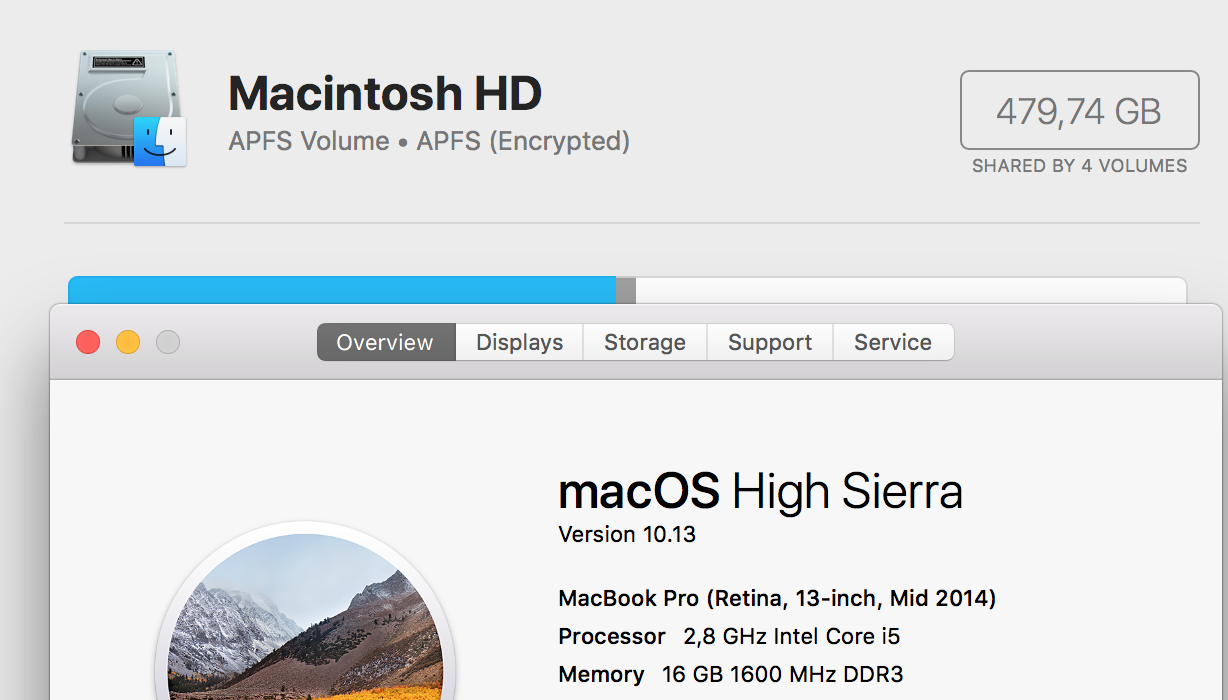 Macintosh HD
APFS Volume • APFS (Encrypted)
479,74 GB
SHARED BY 4 VOLUMES
Overview
Displays
Storage
Support
Service
macOS High Sierra
Version 10.13
MacBook Pro (Retina, 13-inch, Mid 2014)
Processor 2,8 GHz Intel Core i5
Memory 16 GB 1600 MHz DDR3